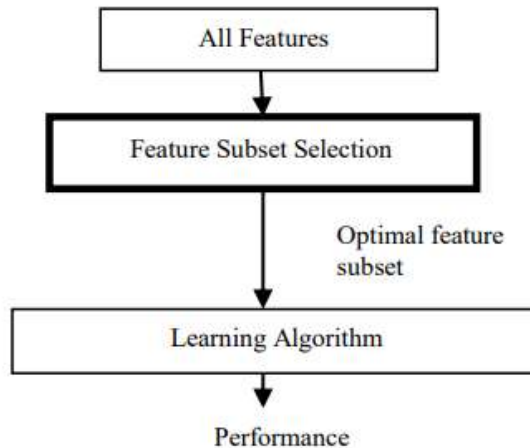 All Features
Feature Subset Selection
Optimal feature
subset
Learning Algorithm
Performance